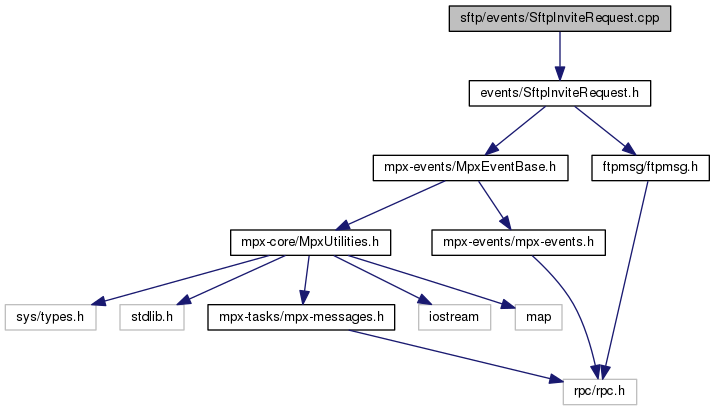 sftp/events/SftpInviteRequest.cpp
events/SftpInviteRequest.h
mpx-events/MpxEventBase.h
ftpmsg/ftpmsg.h
mpx-core/MpxUtilities.h
mpx-events/mpx-events.h
sys/types.h
stdlib.h
mpx-tasks/mpx-messages.h
iostream
map
rpc/rpc.h